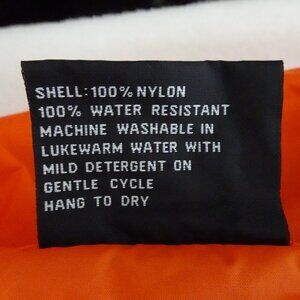 SHELL: 100% NYLON
100% WATER RESISTANT
MACHINE WASHABLE IN
LUKEWARM WATER WITH
MILD DETERGENT ON
GENTLE CYCLE
HANG TO DRY